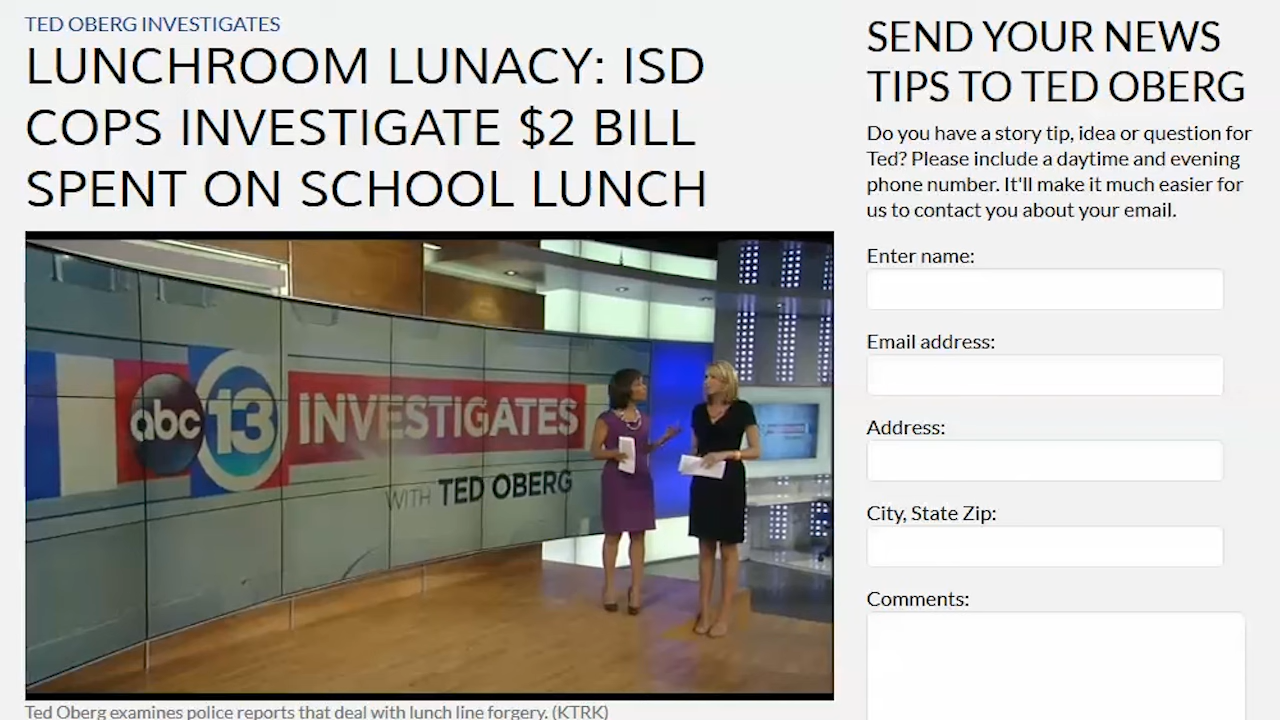 TED OBERG INVESTIGATES
LUNCHROOM LUNACY: ISD
COPS INVESTIGATE $2 BILL
SPENT ON SCHOOL LUNCH
abc 13 INVESTIGATES
WITH TED OBERG
Ted Oberg examines police reports that deal with lunch line forgery. (KTRK)
SEND YOUR NEWS
TIPS TO TED OBERG
Do you have a story tip, idea or question for
Ted? Please include a daytime and evening
phone number. It'll make it much easier for
us to contact you about your email.
Enter name:
Email address:
Address:
City, State Zip:
Comments: